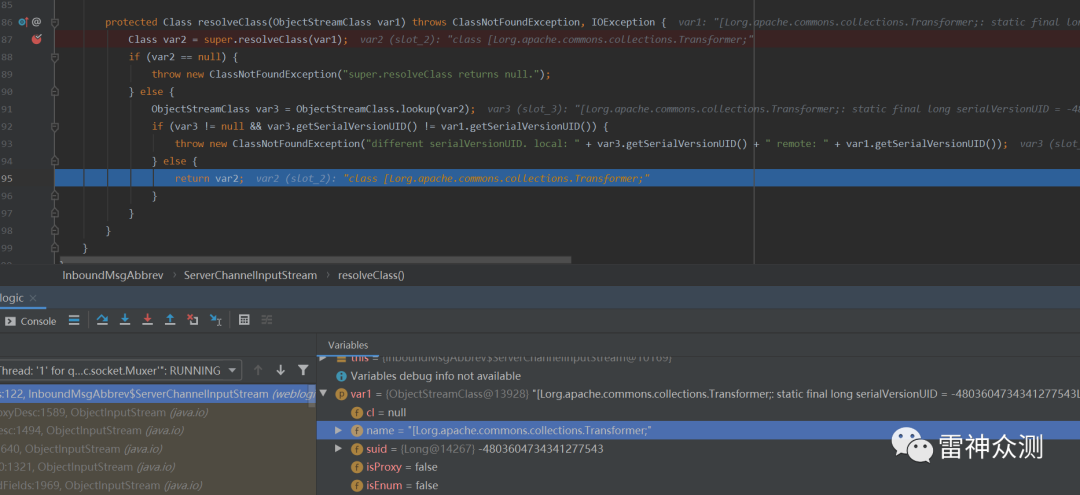 85
86 @ protected Class resolveClass(ObjectStreamClass var1) throws ClassNotFoundException, IOException { var1: "[Lorg.apache.commons.collections.Transformer;: static final long
87 Class var2 = super.resolveClass(var1); var2 (slot_2): "class [Lorg.apache.commons.collections.Transformer;"
88 if (var2 == null) {
89 throw new ClassNotFoundException("super.resolveClass returns null.");
90 } else {
91 ObjectStreamClass var3 = ObjectStreamClass.lookup(var2); var3 (slot_3): "[Lorg.apache.commons.collections.Transformer;: static final long serialVersionUID = -48
92 if (var3 != null && var3.getSerialVersionUID() != var1.getSerialVersionUID()) {
93 throw new ClassNotFoundException("different serialVersionUID. local: " + var3.getSerialVersionUID() + " remote: " + var1.getSerialVersionUID()); var3 (slot
94 } else {
95 return var2; var2 (slot_2): "class [Lorg.apache.commons.collections.Transformer;"
96 }
97 }
98 }
99 }
InboundMsgAbbrev › ServerChannelInputStream › resolveClass()
logic ×
Console
Variables
Thread: '1' for q...c.socket.Muxer'": RUNNING
this = {InboundMsgAbbrev$ServerChannelInputStream@10169}
Variables debug info not available
s:122, InboundMsgAbbrev$ServerChannelInputStream (weblogi
var1 = {ObjectStreamClass@13928} "[Lorg.apache.commons.collections.Transformer;: static final long serialVersionUID = -4803604734341277543L
oxyDesc:1589, ObjectInputStream (java.io)
cl = null
esc:1494, ObjectInputStream (java.io)
name = "[Lorg.apache.commons.collections.Transformer;"
1640, ObjectInputStream (java.io)
suid = {Long@14267} -4803604734341277543
0:1321, ObjectInputStream (java.io)
isProxy = false
dFields:1969, ObjectInputStream (java.io)
isEnum = false
雷神众测